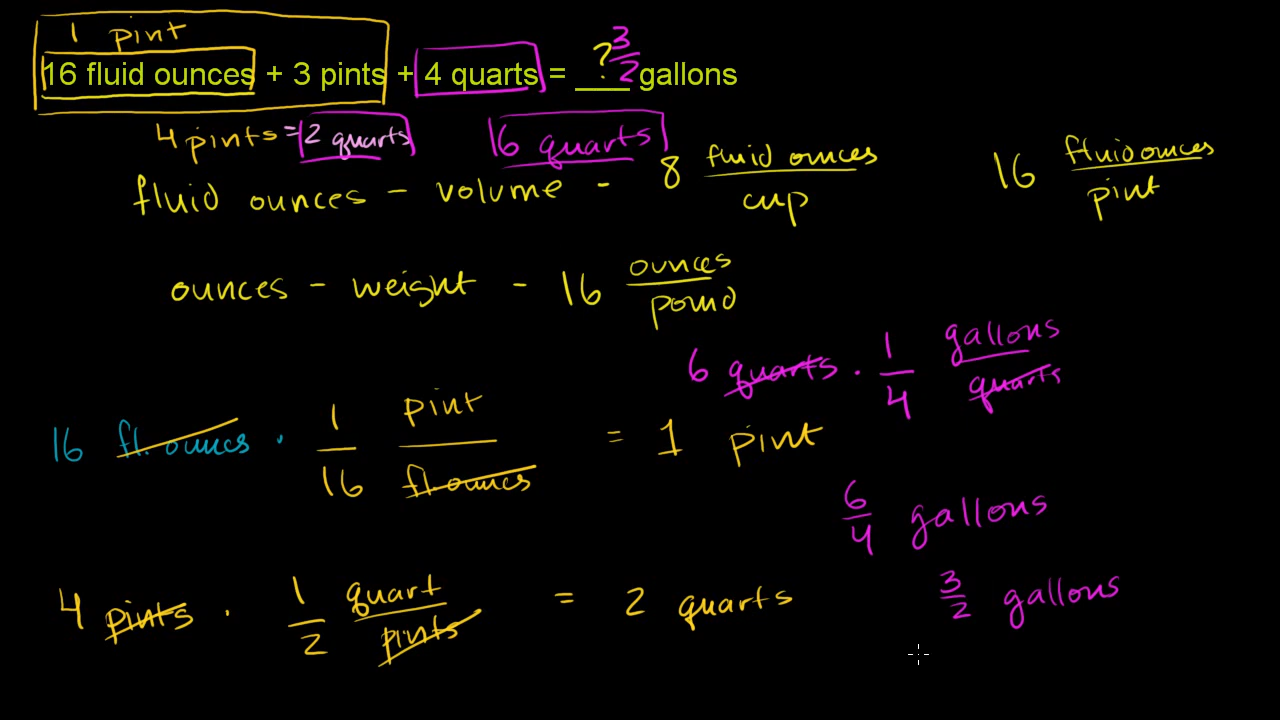 1 pint
16 fluid ounces + 3 pints + 4 quarts = ? 3/2 gallons
4 pints = 2 quarts 6 quarts
fluid ounces - volume - 8 fluid ounces/cup 16 fluid ounces/pint
ounces - weight - 16 ounces/pound
6 quarts · 1/4 gallons/quarts
16 fl. ounces · 1/16 pint/fl. ounces = 1 pint
6/4 gallons
4 pints · 1/2 quart/pints = 2 quarts
3/2 gallons